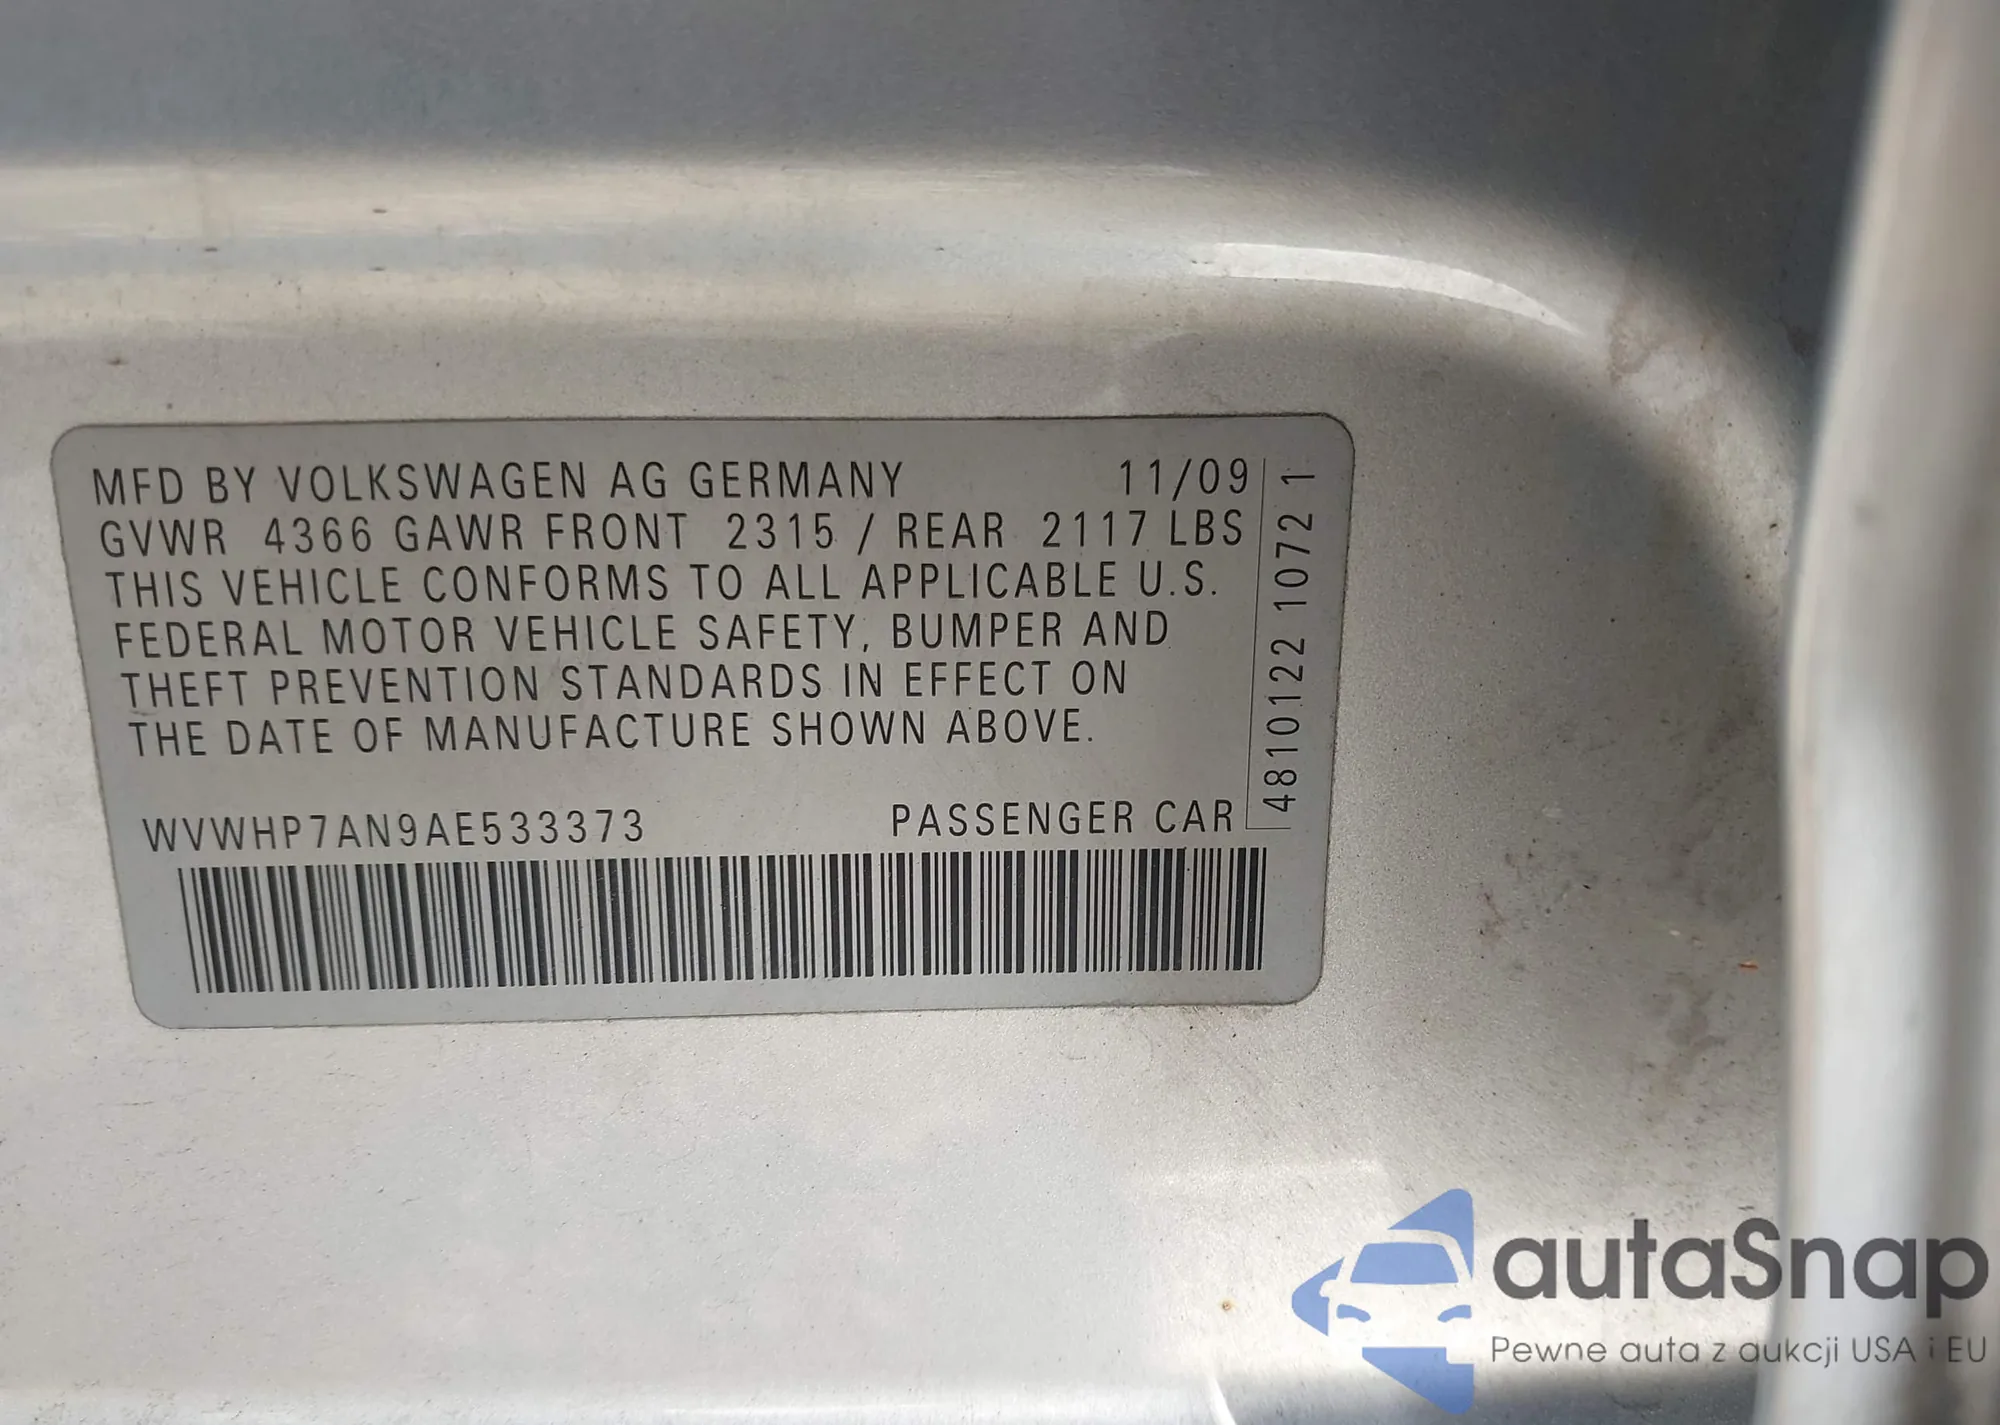 MFD BY VOLKSWAGEN AG GERMANY 11/09
GVWR 4366 GAWR FRONT 2315 / REAR 2117 LBS
THIS VEHICLE CONFORMS TO ALL APPLICABLE U.S.
FEDERAL MOTOR VEHICLE SAFETY, BUMPER AND
THEFT PREVENTION STANDARDS IN EFFECT ON
THE DATE OF MANUFACTURE SHOWN ABOVE.
WVWHP7AN9AE533373 PASSENGER CAR
4810122 1072 1
autaSnap
Pewne auta z aukcji USA i EU